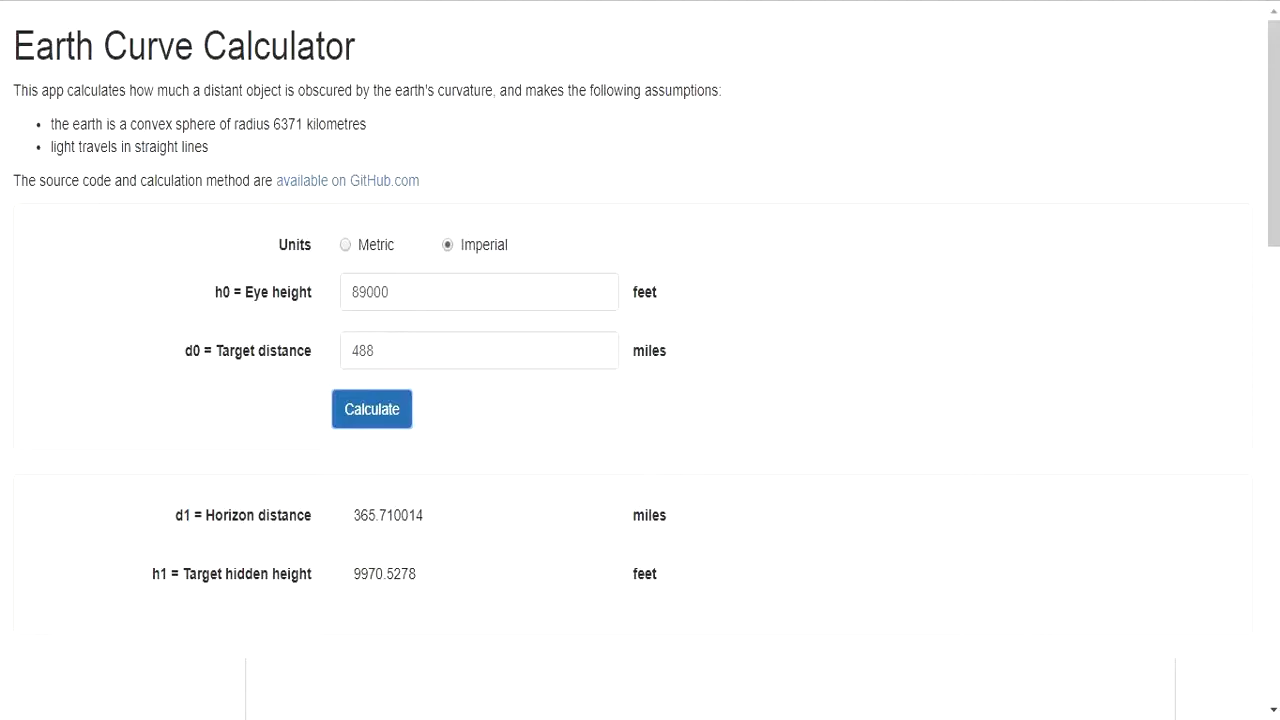 Earth Curve Calculator
This app calculates how much a distant object is obscured by the earth's curvature, and makes the following assumptions:
• the earth is a convex sphere of radius 6371 kilometres
• light travels in straight lines
The source code and calculation method are available on GitHub.com
Units Metric Imperial
h0 = Eye height 89000 feet
d0 = Target distance 488 miles
Calculate
d1 = Horizon distance 365.710014 miles
h1 = Target hidden height 9970.5278 feet